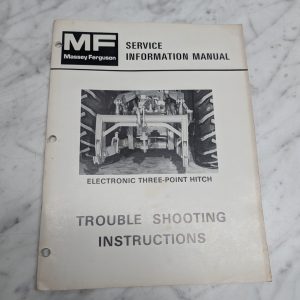 MF
Massey Ferguson
SERVICE
INFORMATION MANUAL
ELECTRONIC THREE-POINT HITCH
TROUBLE SHOOTING
INSTRUCTIONS